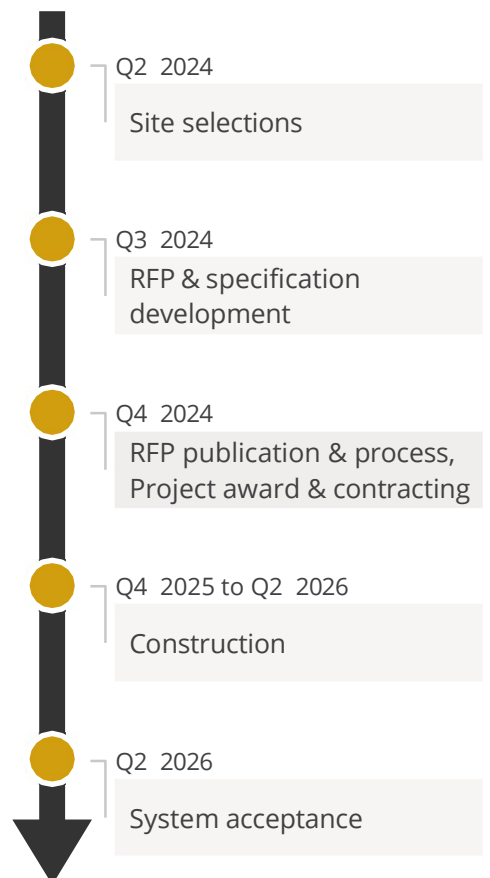 Q2 2024
Site selections
Q3 2024
RFP & specification
development
Q4 2024
RFP publication & process,
Project award & contracting
Q4 2025 to Q2 2026
Construction
Q2 2026
System acceptance